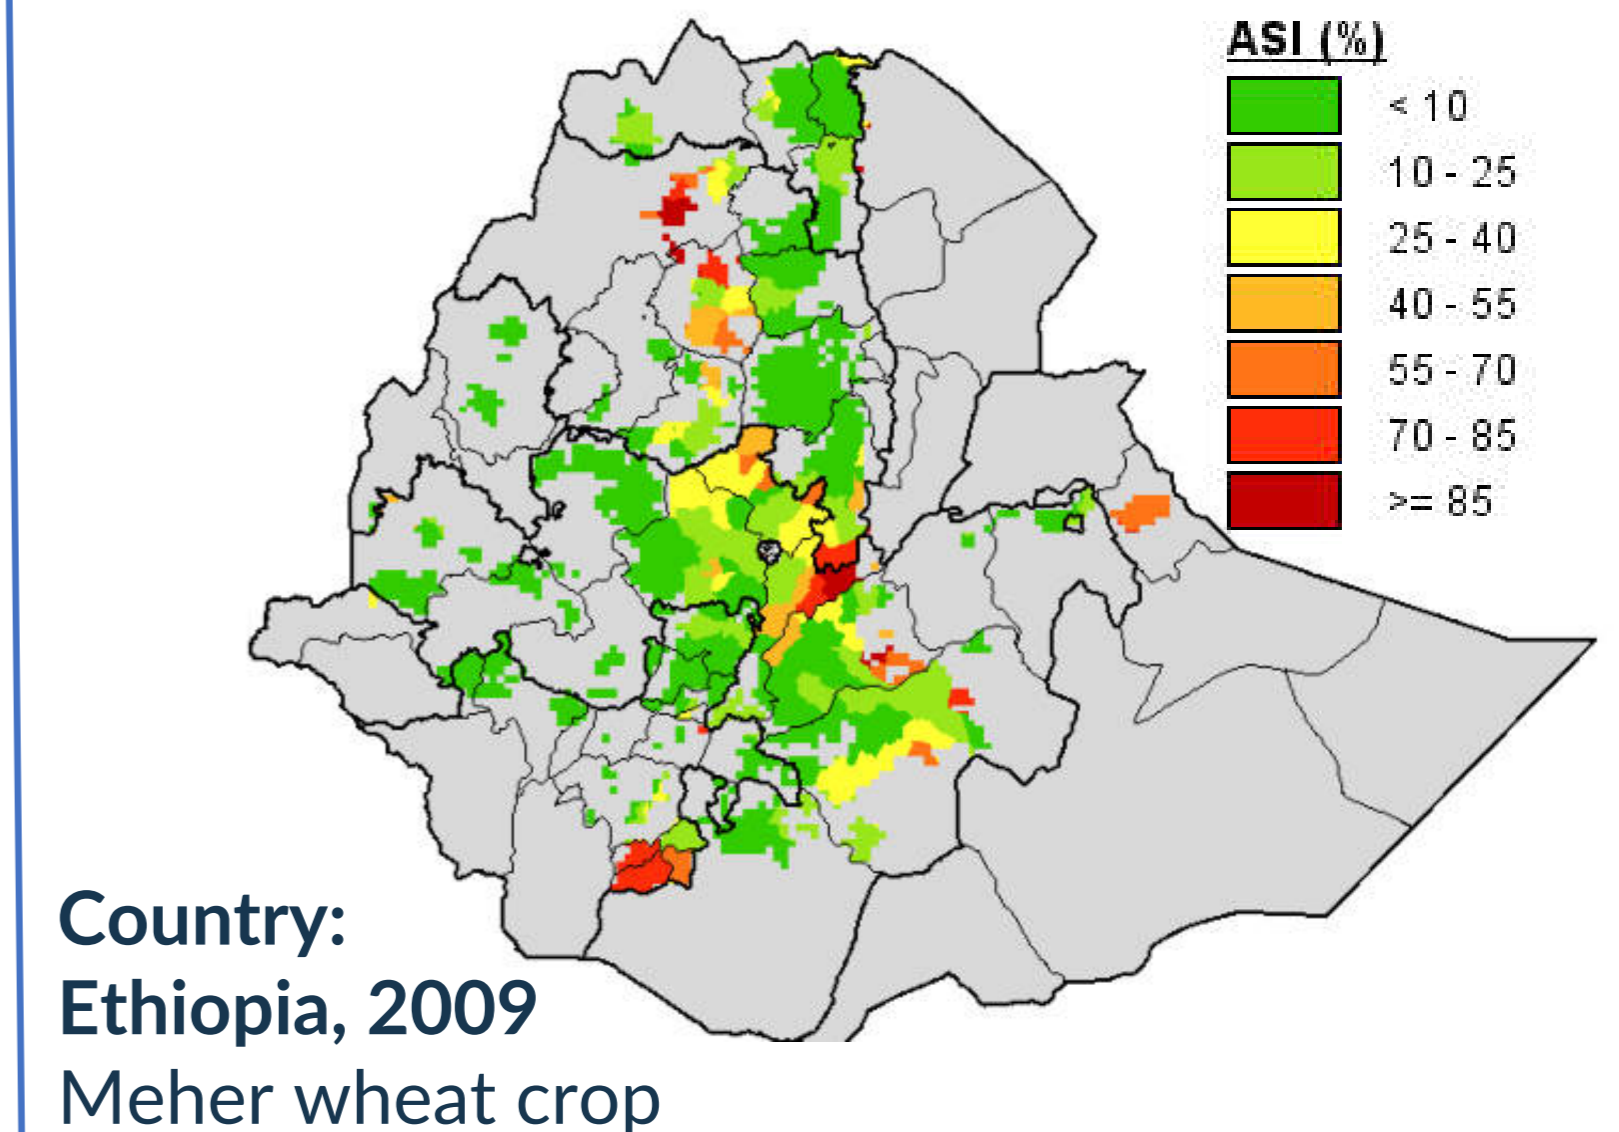 ASI (%)
< 10
10 - 25
25 - 40
40 - 55
55 - 70
70 - 85
>= 85
Country:
Ethiopia, 2009
Meher wheat crop